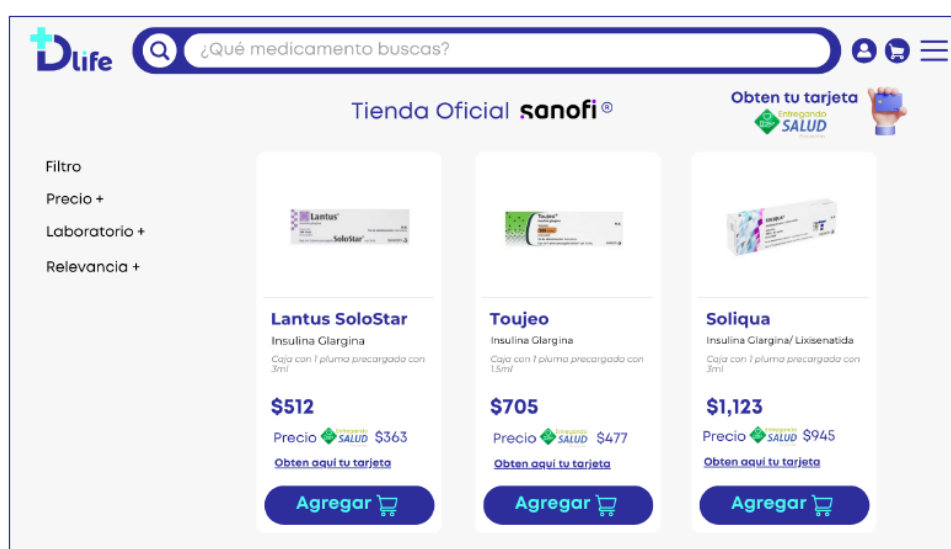 Dlife
¿Qué medicamento buscas?
Tienda Oficial sanofi®
Obten tu tarjeta
Entregando
SALUD
Filtro
Precio +
Laboratorio +
Relevancia +
Lantus
SoloStar
Lantus SoloStar
Insulina Glargina
Caja con 1 pluma precargada con
3ml
$512
Precio Entregando SALUD $363
Obten aquí tu tarjeta
Agregar
Toujeo
Toujeo
Insulina Glargina
Caja con 1 pluma precargada con
1.5ml
$705
Precio Entregando SALUD $477
Obten aquí tu tarjeta
Agregar
SOLIQUA
Soliqua
Insulina Glargina/ Lixisenatida
Caja con 1 pluma precargada con
3ml
$1,123
Precio Entregando SALUD $945
Obten aquí tu tarjeta
Agregar